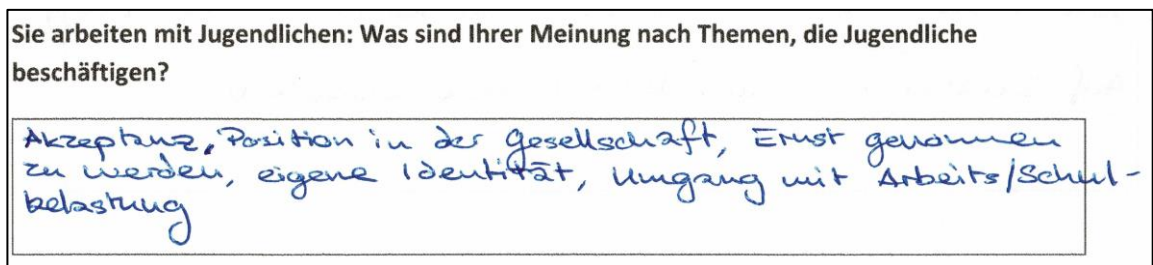 Sie arbeiten mit Jugendlichen: Was sind Ihrer Meinung nach Themen, die Jugendliche
beschäftigen?
Akzeptanz, Position in der Gesellschaft, Ernst genommen
zu werden, eigene Identität, Umgang mit Arbeits/Schul-
belastung